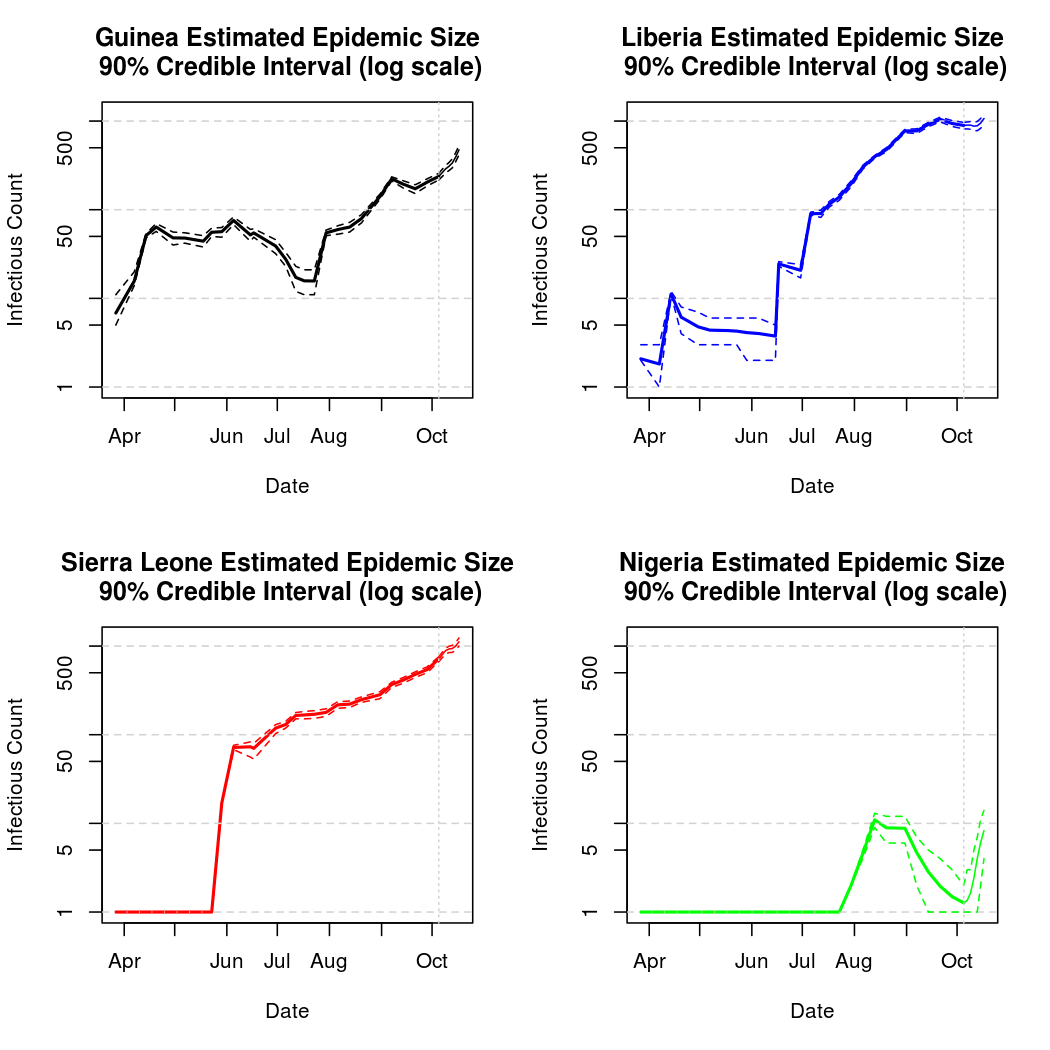 Guinea Estimated Epidemic Size
90% Credible Interval (log scale)
Infectious Count
500
50
5
1
Apr Jun Jul Aug Oct
Date
Liberia Estimated Epidemic Size
90% Credible Interval (log scale)
Infectious Count
500
50
5
1
Apr Jun Jul Aug Oct
Date
Sierra Leone Estimated Epidemic Size
90% Credible Interval (log scale)
Infectious Count
500
50
5
1
Apr Jun Jul Aug Oct
Date
Nigeria Estimated Epidemic Size
90% Credible Interval (log scale)
Infectious Count
500
50
5
1
Apr Jun Jul Aug Oct
Date